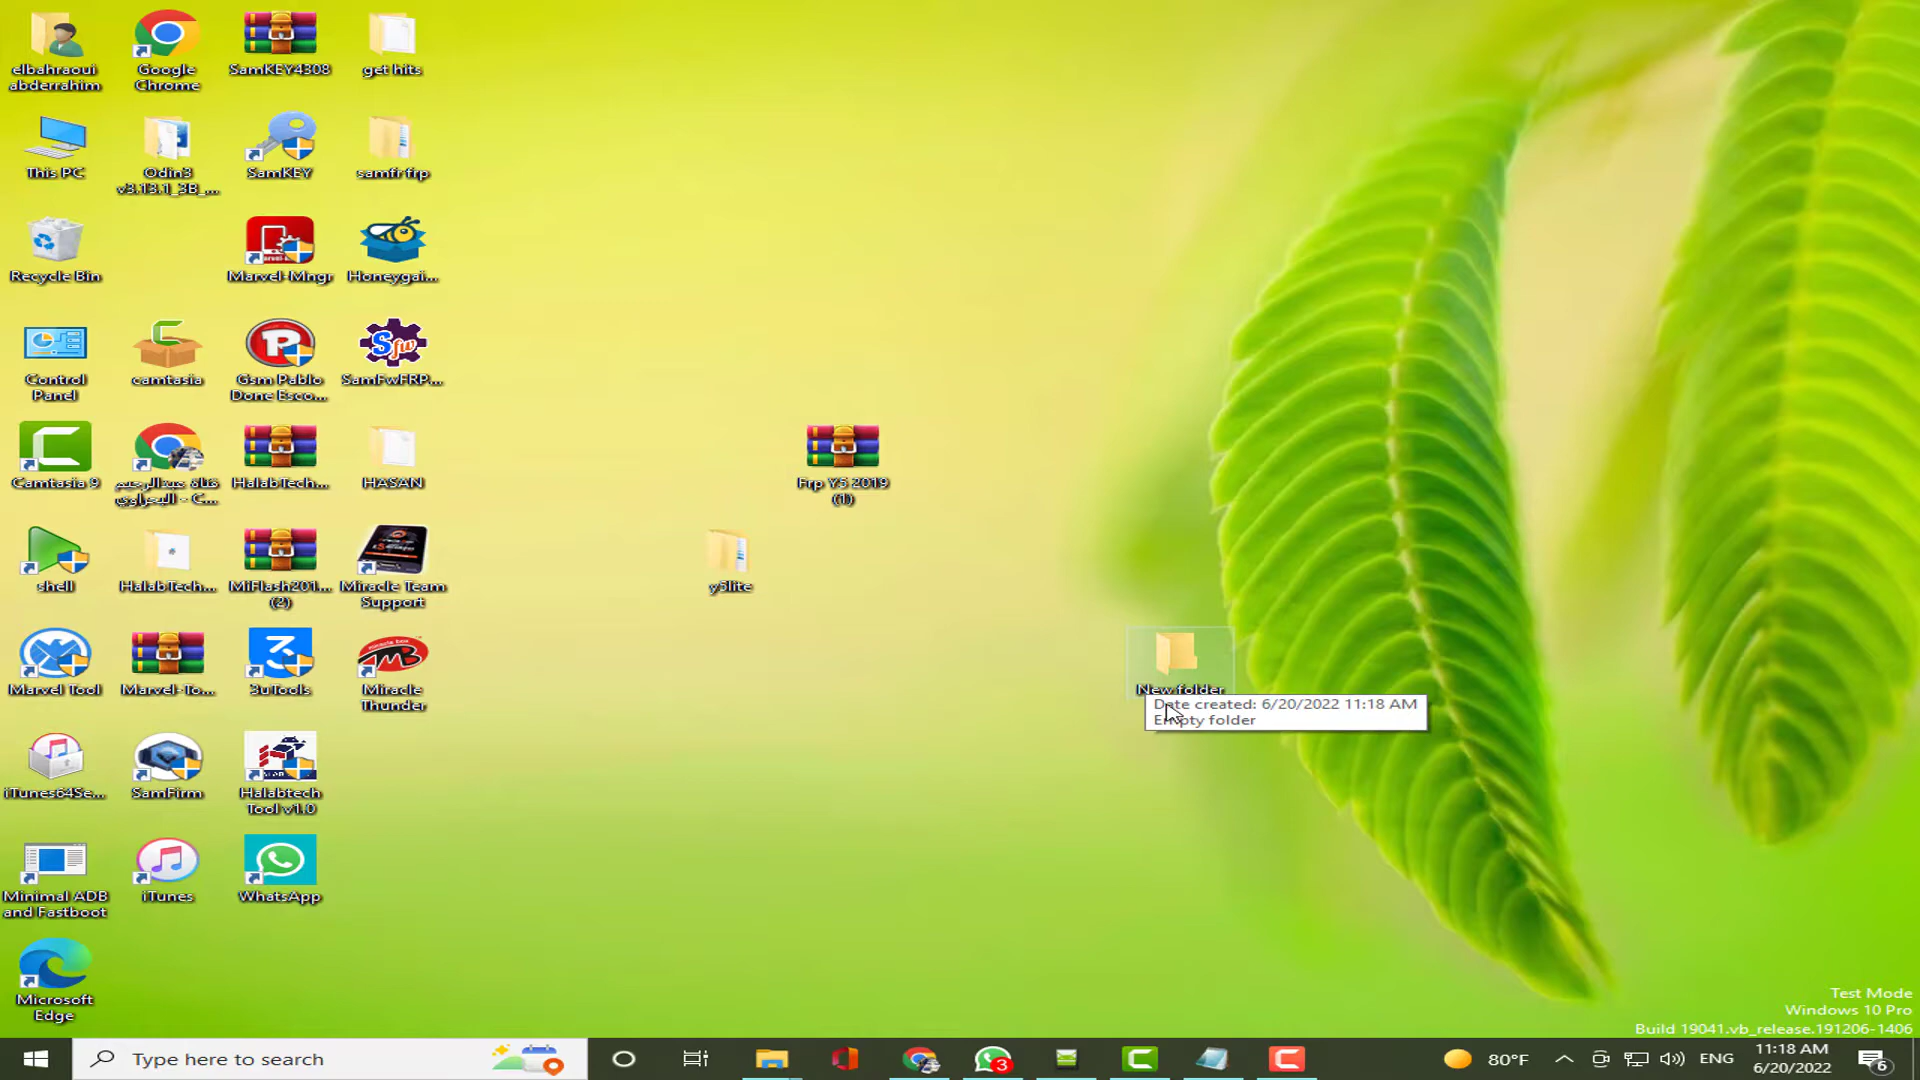 elbahraoui
abderrahim
Google
Chrome
SamKEY4308
get hits
This PC
Odin3
v3.13.1_3B_...
SamKEY
samfrfrp
Recycle Bin
Marvel-Mngr
Honeygai...
Control
Panel
camtasia
Gsm Pablo
Done Esco...
SamFwFRP...
Camtasia 9
قناة عبدالرحيم
البحراوي - C...
HalabTech...
HASAN
Frp Y5 2019
(1)
shell
HalabTech...
MiFlash201...
(2)
Miracle Team
Support
y5lite
Marvel Tool
Marvel-To...
3uTools
Miracle
Thunder
New folder
Date created: 6/20/2022 11:18 AM
Empty folder
iTunes64Se...
SamFirm
Halabtech
Tool v1.0
Minimal ADB
and Fastboot
iTunes
WhatsApp
Microsoft
Edge
Test Mode
Windows 10 Pro
Build 19041.vb_release.191206-1406
Type here to search
3
80°F
ENG
11:18 AM
6/20/2022
6